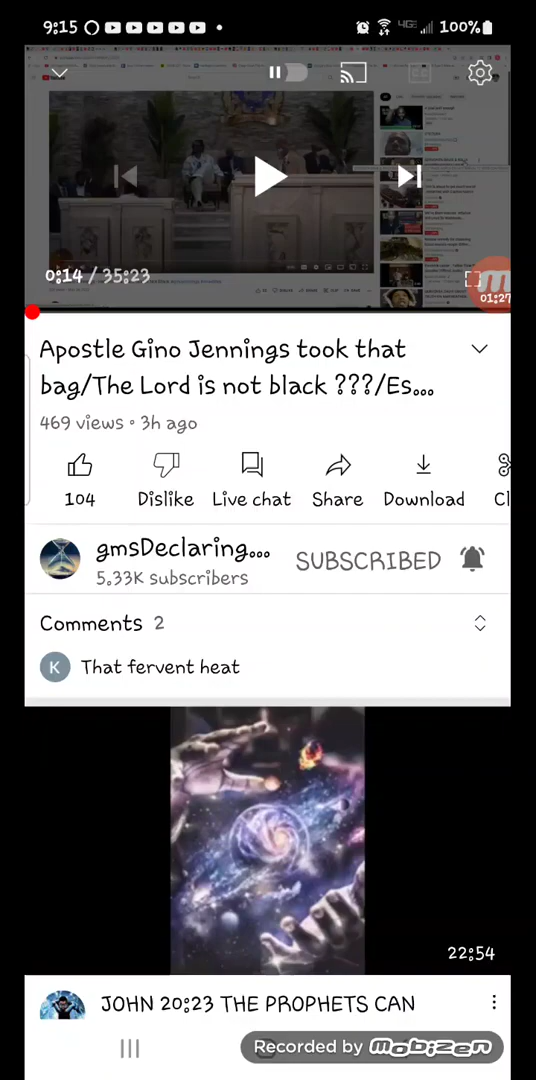 9:15
4GE
100%
0:14 / 35:23
01:27
Apostle Gino Jennings took that
bag/The Lord is not black ???/Es...
469 views • 3h ago
104
Dislike
Live chat
Share
Download
Cl
gmsDeclaring...
SUBSCRIBED
5.33K subscribers
Comments 2
K
That fervent heat
22:54
JOHN 20:23 THE PROPHETS CAN
Recorded by mobizen